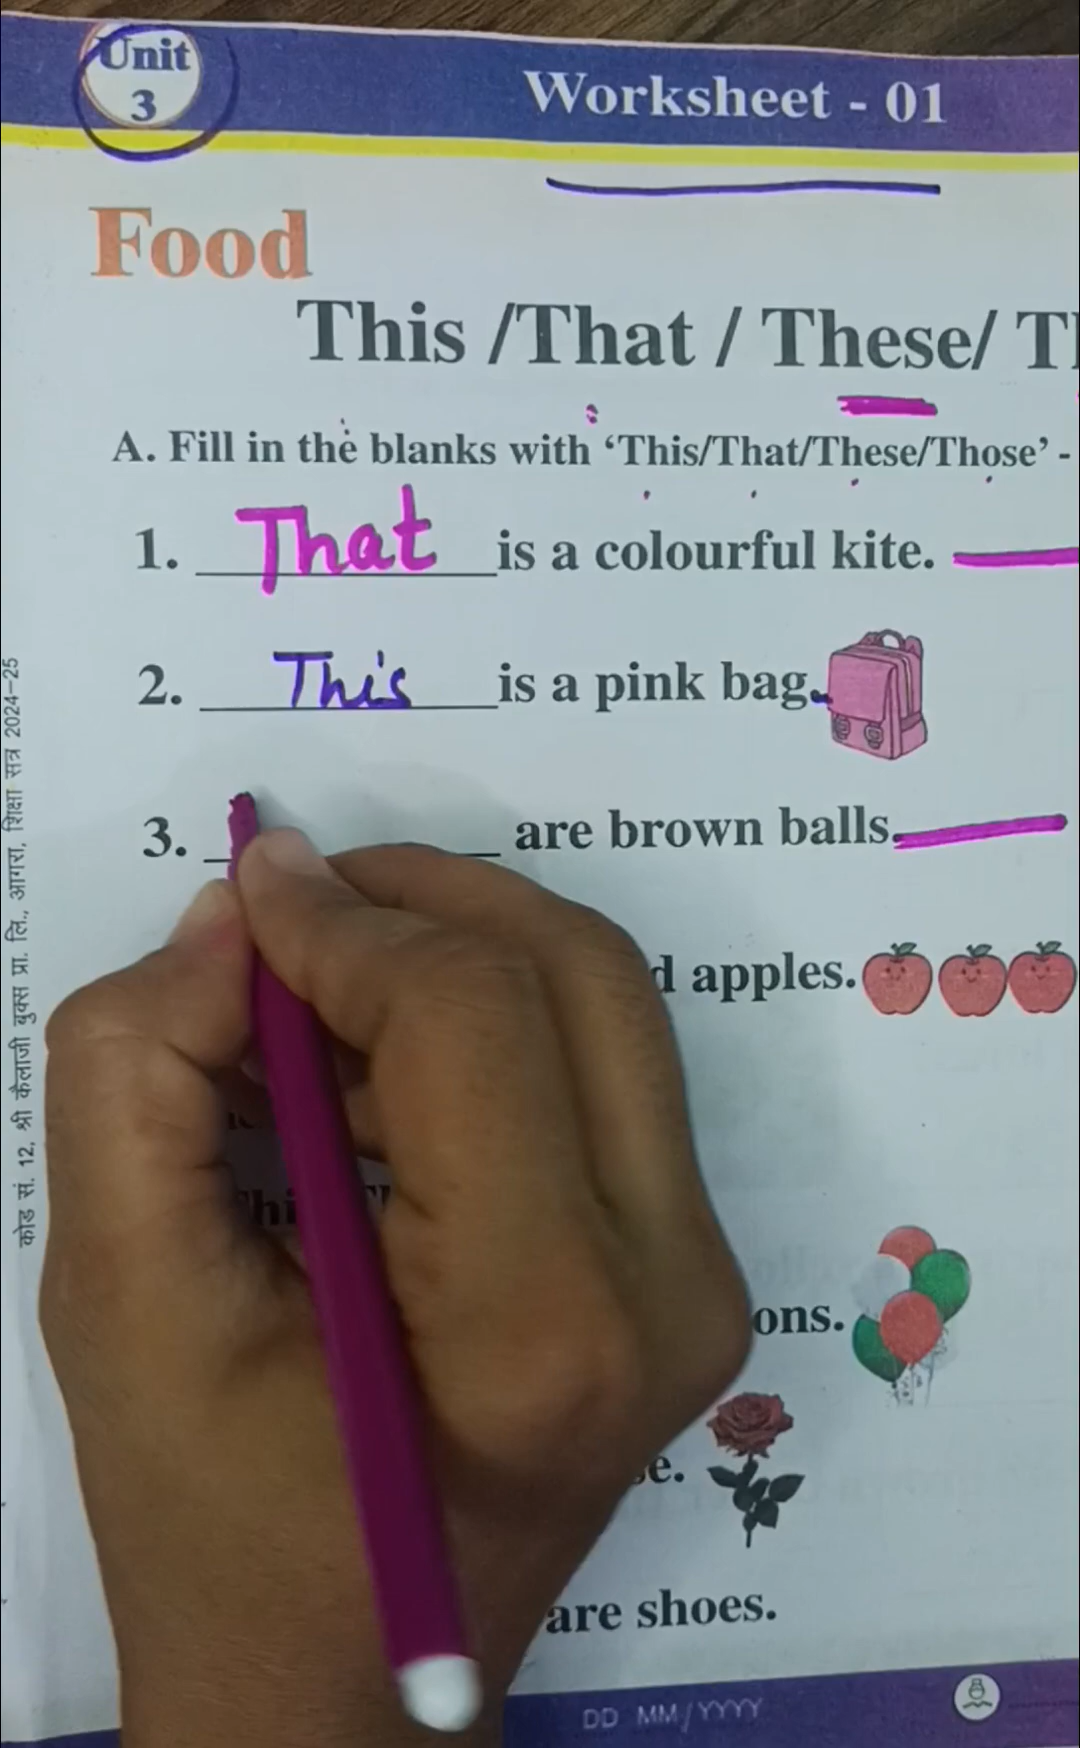 Unit
3
Worksheet - 01
Food
This /That / These/
A. Fill in the blanks with ‘This/That/These/Those’ -
1. That is a colourful kite.
2. This is a pink bag.
3. are brown balls.
apples.
are shoes.
DD MM/YYYY
कोड सं. 12, श्री कैलाजी बुक्स प्रा. लि., आगरा, शिक्षा सत्र 2024-25